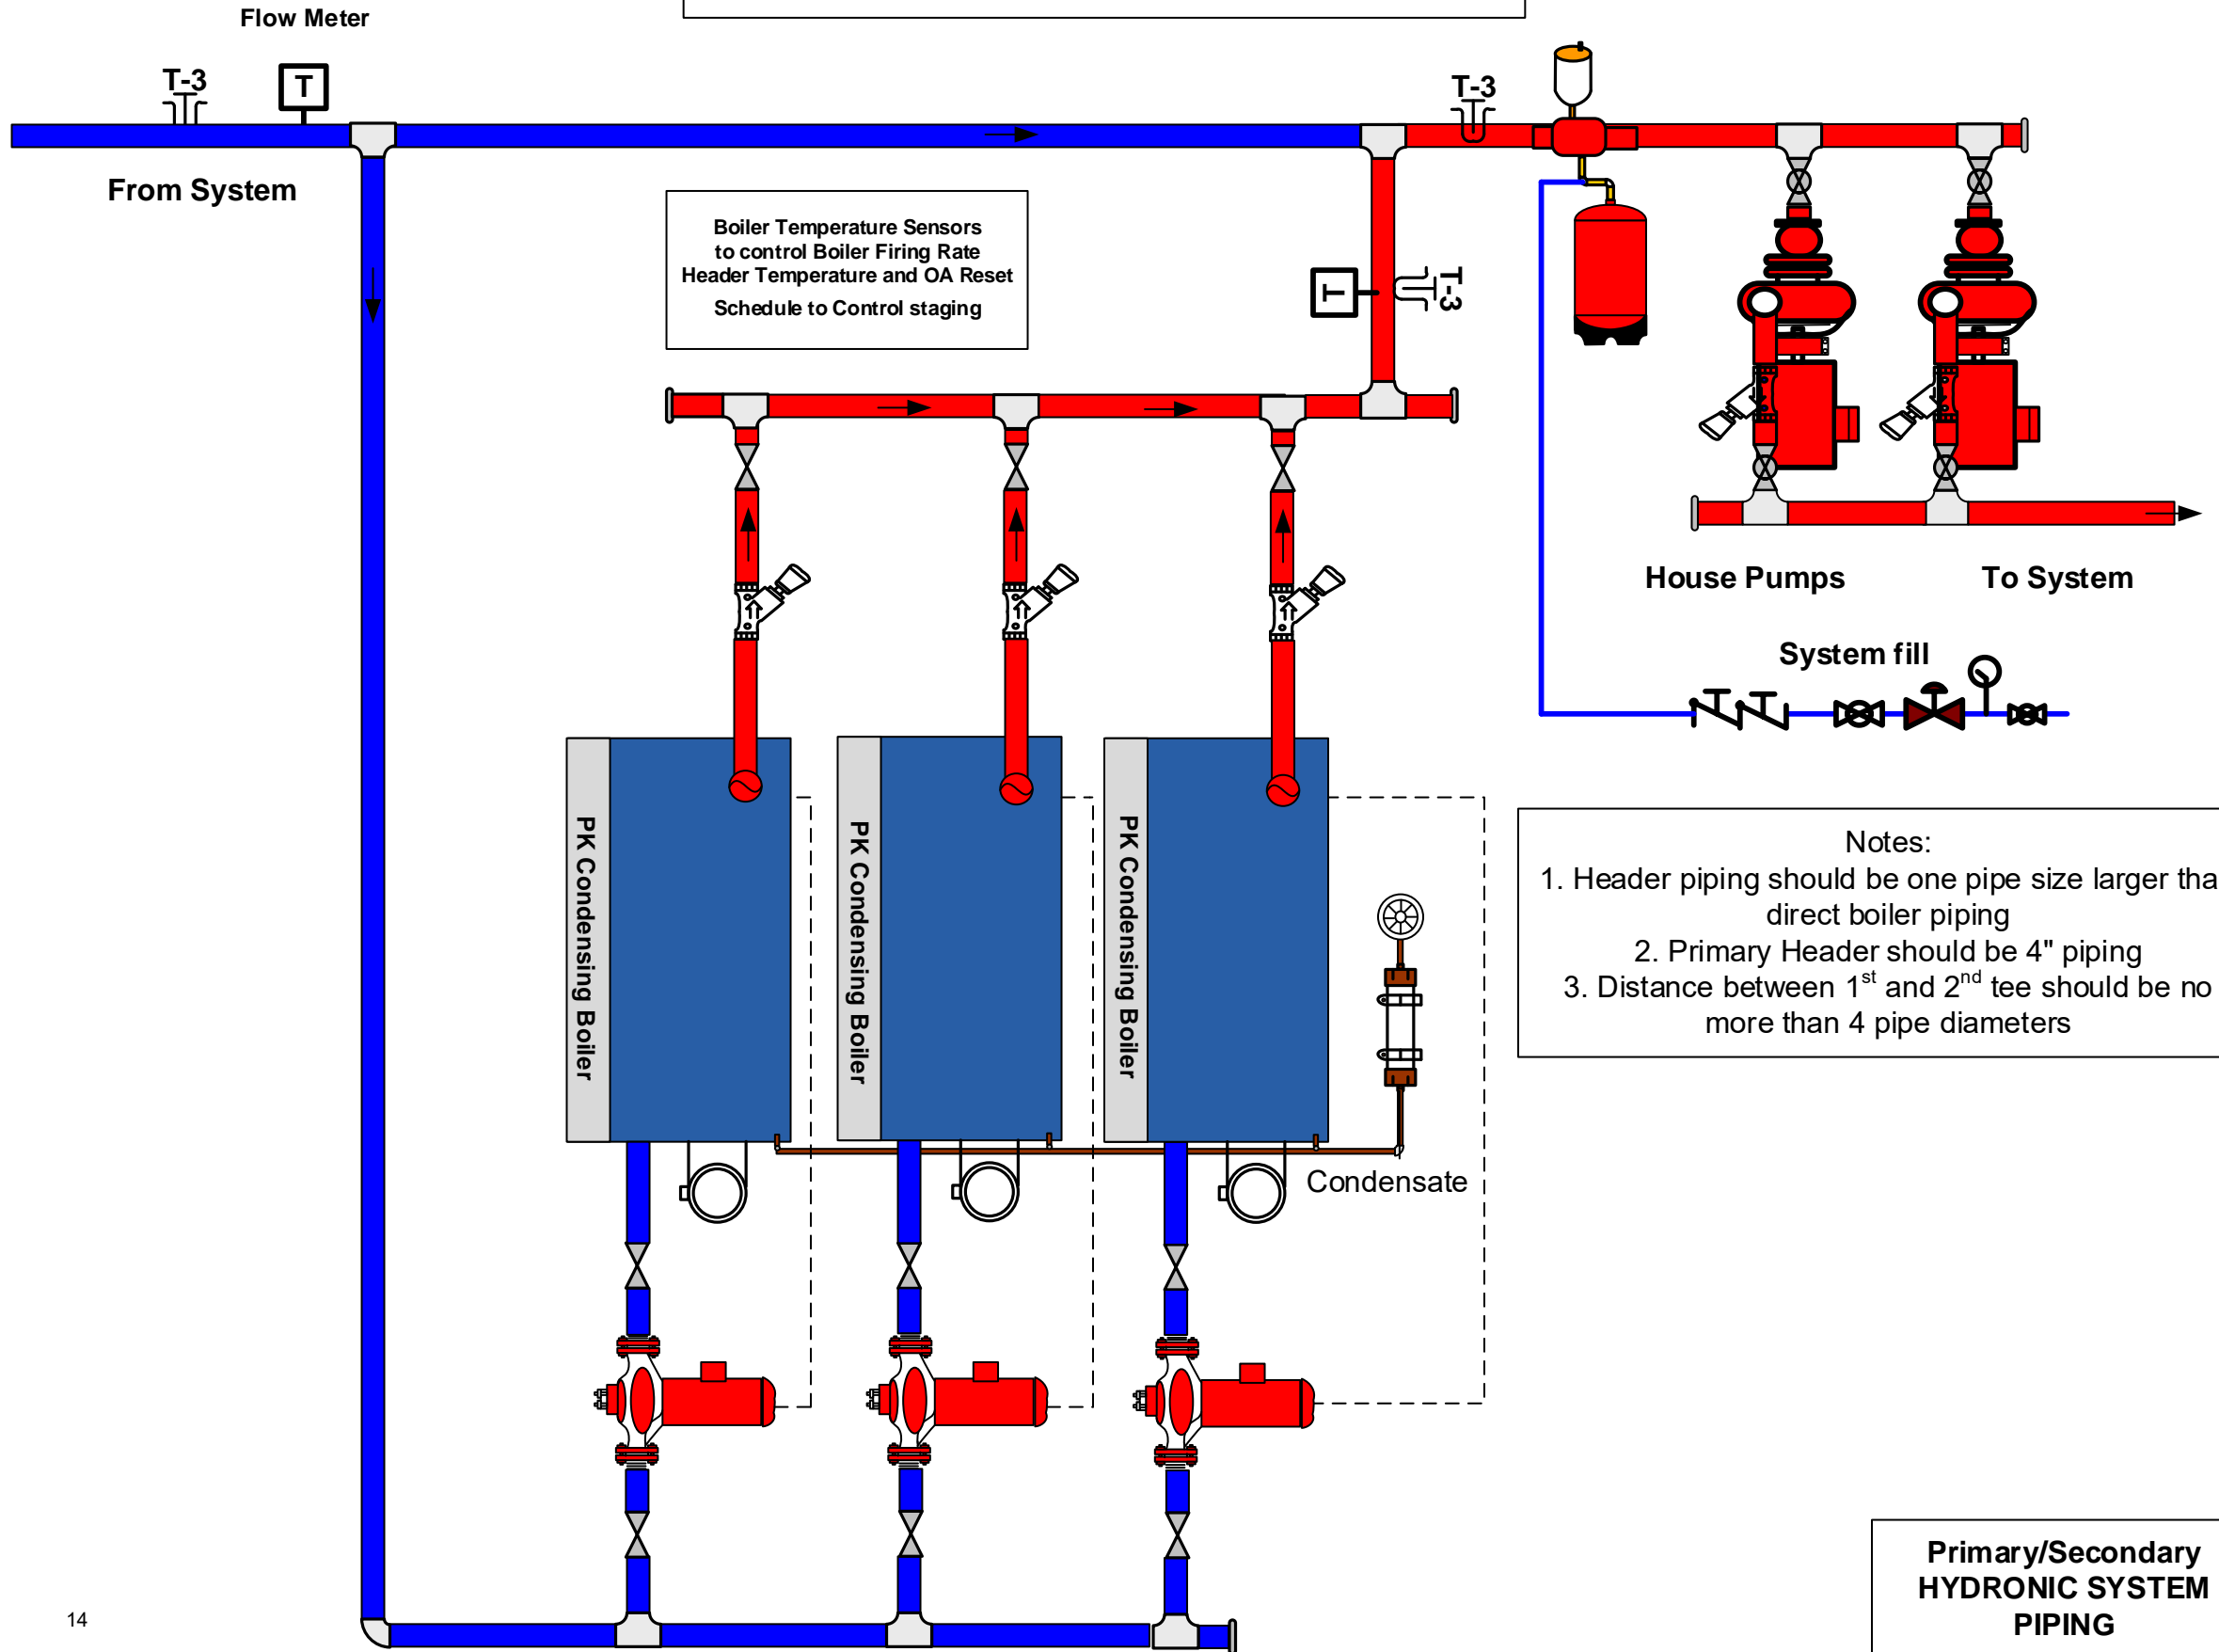 Flow Meter
T-3
T
T-3
From System
Boiler Temperature Sensors
to control Boiler Firing Rate
Header Temperature and OA Reset
Schedule to Control staging
T
T-3
House Pumps
To System
System fill
PK Condensing Boiler
PK Condensing Boiler
PK Condensing Boiler
Notes:
1. Header piping should be one pipe size larger tha
direct boiler piping
2. Primary Header should be 4" piping
3. Distance between 1st and 2nd tee should be no
more than 4 pipe diameters
Condensate
Primary/Secondary
HYDRONIC SYSTEM
PIPING
14